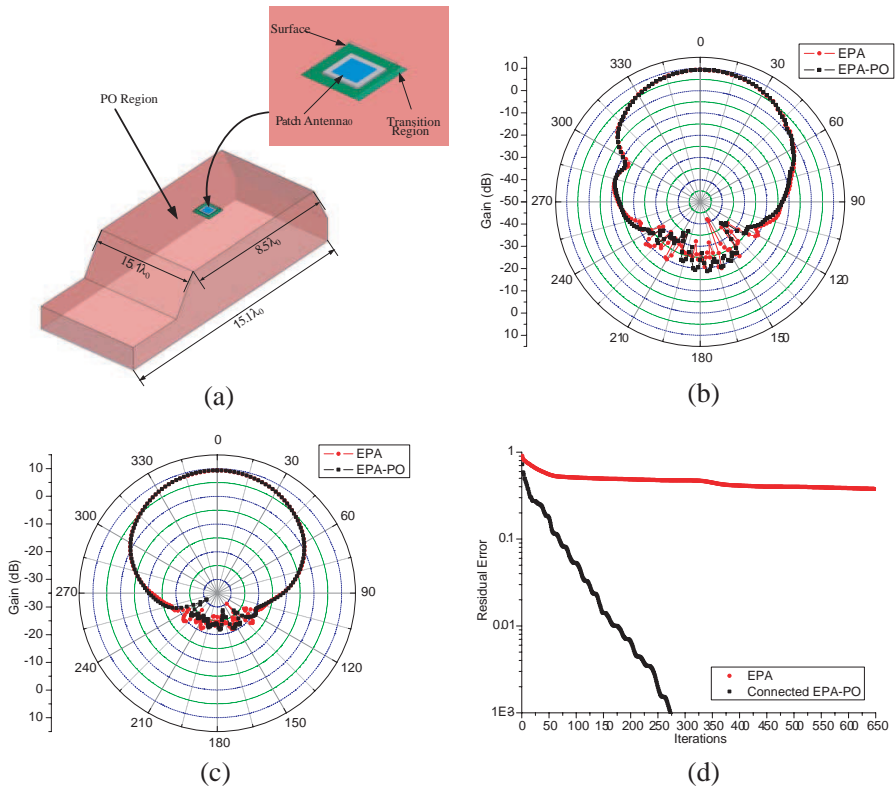 Surface
PO Region
Patch Antenna0
Transition
Region
15.1λ0
8.5λ0
15.1λ0
(a)
EPA
EPA-PO
Gain (dB)
10
0
-10
-20
-30
-40
-50
-40
-30
-20
-10
0
10
0
30
60
90
120
150
180
210
240
270
300
330
(b)
EPA
EPA-PO
Gain (dB)
10
0
-10
-20
-30
-20
-10
0
10
0
30
60
90
120
150
180
210
240
270
300
330
(c)
Residual Error
1
0.1
0.01
1E-3
EPA
Connected EPA-PO
0 50 100 150 200 250 300 350 400 450 500 550 600 650
Iterations
(d)